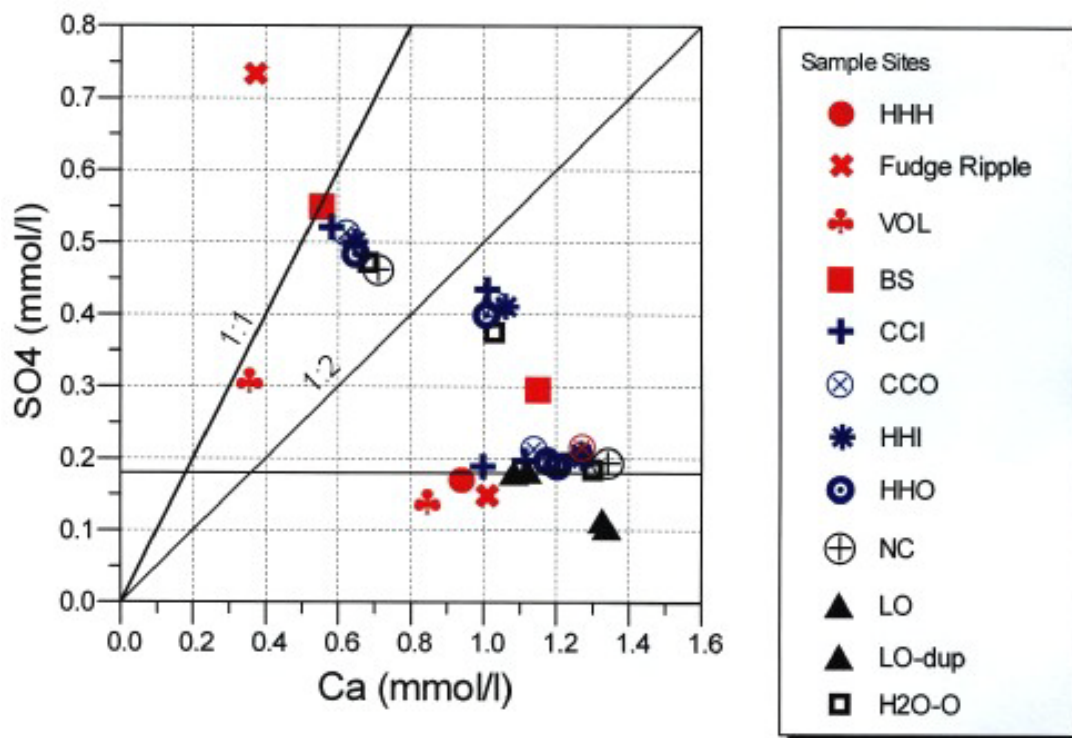 0.8
0.7
0.6
0.5
0.4
0.3
0.2
0.1
0.0
SO4 (mmol/l)
1:1
1:2
0.0 0.2 0.4 0.6 0.8 1.0 1.2 1.4 1.6
Ca (mmol/l)
Sample Sites
HHH
Fudge Ripple
VOL
BS
CCI
CCO
HHI
HHO
NC
LO
LO-dup
H2O-O